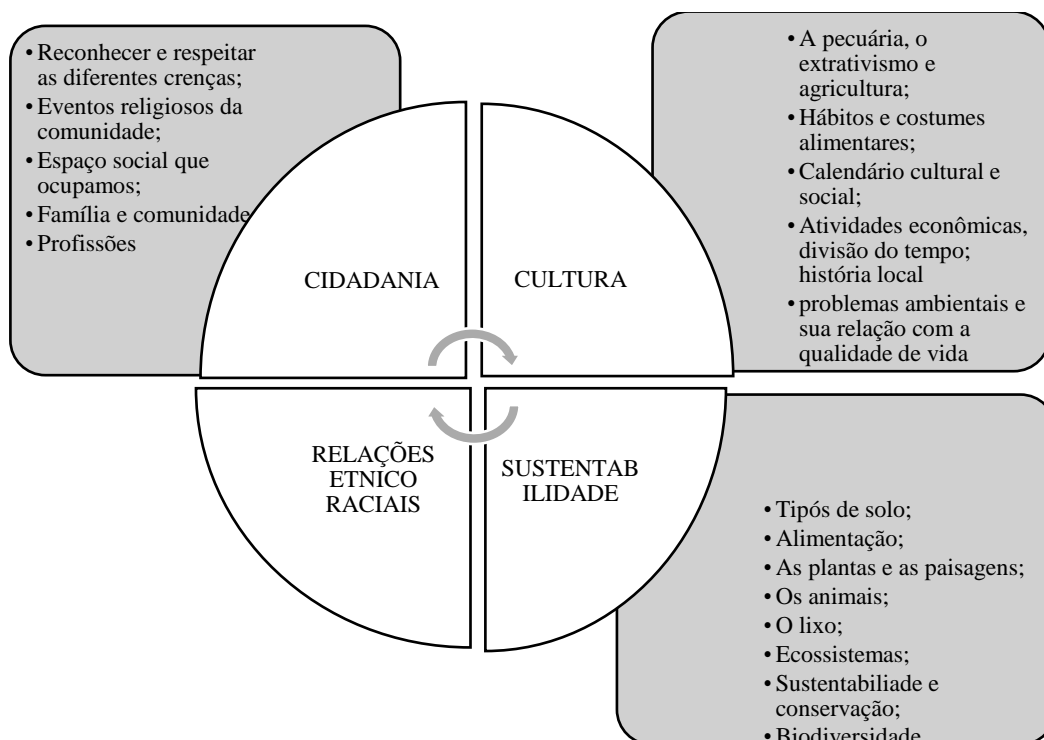 • Reconhecer e respeitar
as diferentes crenças;
• Eventos religiosos da
comunidade;
• Espaço social que
ocupamos;
• Família e comunidade
• Profissões
CIDADANIA
• A pecuária, o
extrativismo e
agricultura;
• Hábitos e costumes
alimentares;
• Calendário cultural e
social;
• Atividades econômicas,
divisão do tempo;
história local
• problemas ambientais e
sua relação com a
qualidade de vida
CULTURA
RELAÇÕES
ETNICO
RACIAIS
SUSTENTAB
ILIDADE
• Tipós de solo;
• Alimentação;
• As plantas e as paisagens;
• Os animais;
• O lixo;
• Ecossistemas;
• Sustentabiliade e
conservação;
• Biodiversidade